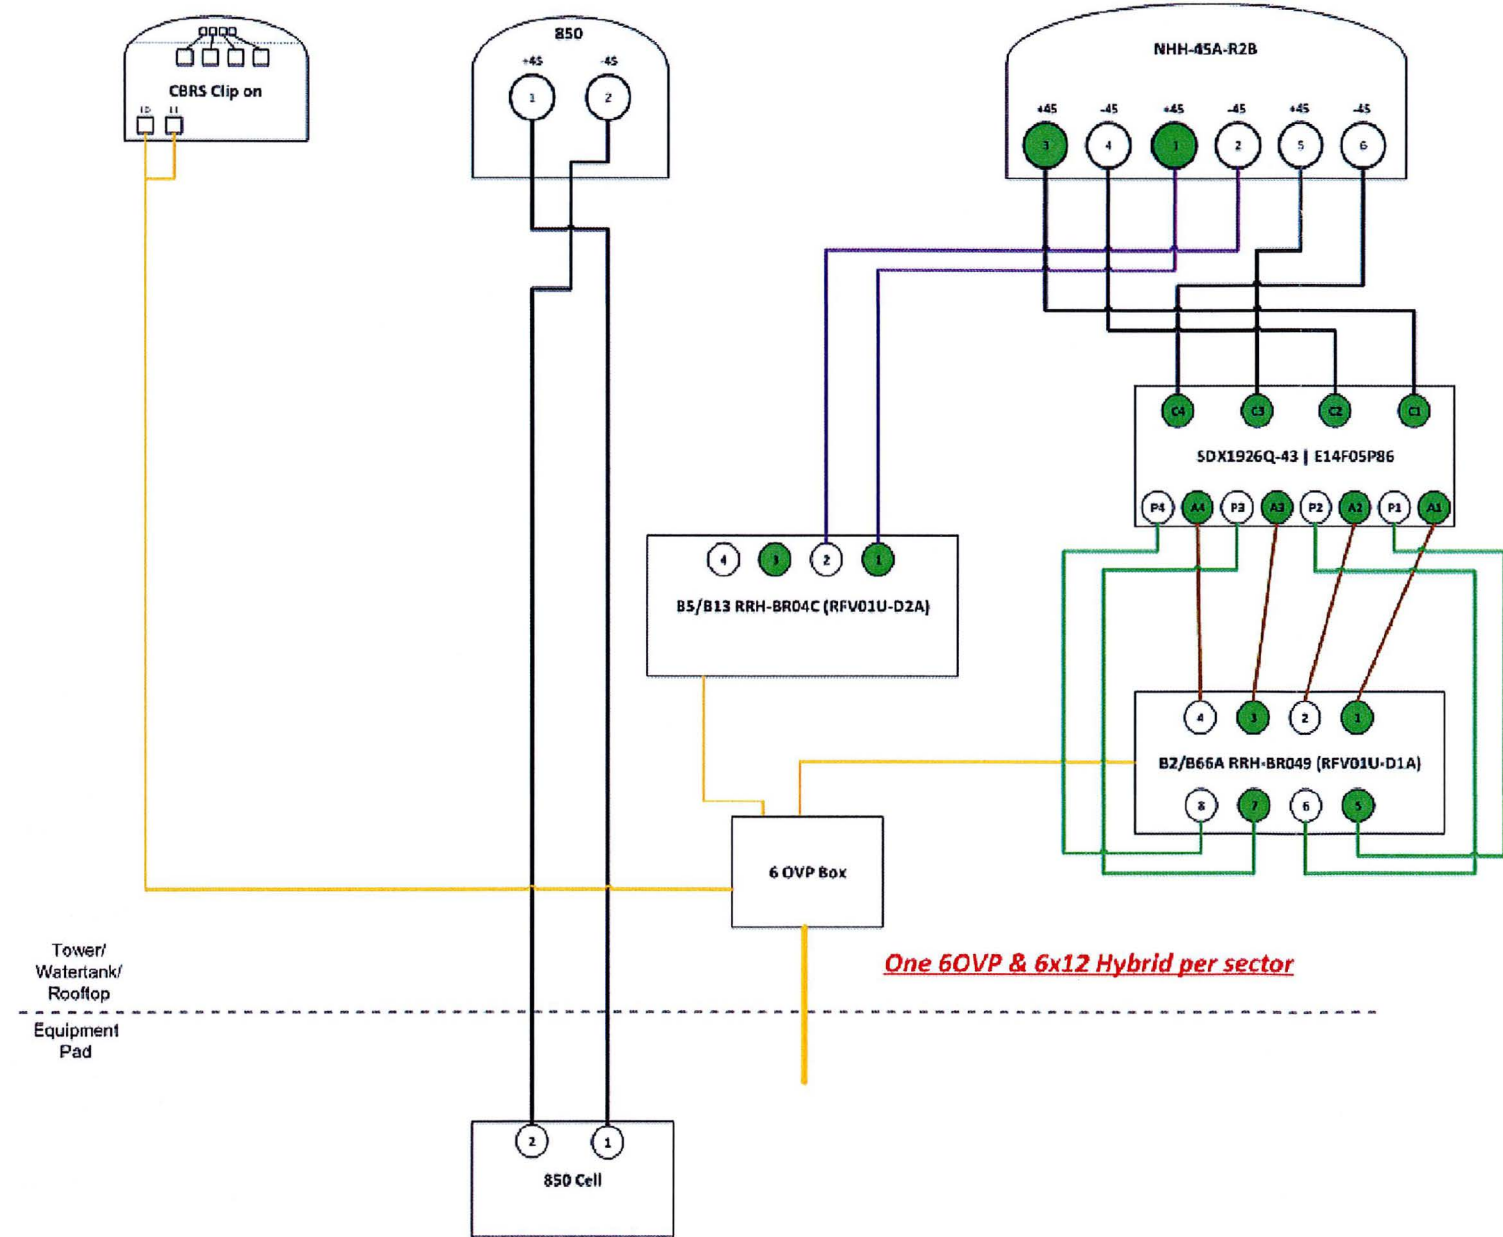 850
NHH-45A-R2B
CBRS Clip on
+45 -45
1 2
+45 -45 +45 -45 +45 -45
3 4 1 2 5 6
C4 C3 C2 C1
SDX1926Q-43 | E14F05P86
P4 A4 P3 A3 P2 A2 P1 A1
4 3 2 1
B5/B13 RRH-BR04C (RFV01U-D2A)
4 3 2 1
B2/B66A RRH-BR049 (RFV01U-D1A)
8 7 6 5
6 OVP Box
One 6OVP & 6x12 Hybrid per sector
Tower/
Watertank/
Rooftop
Equipment
Pad
2 1
850 Cell